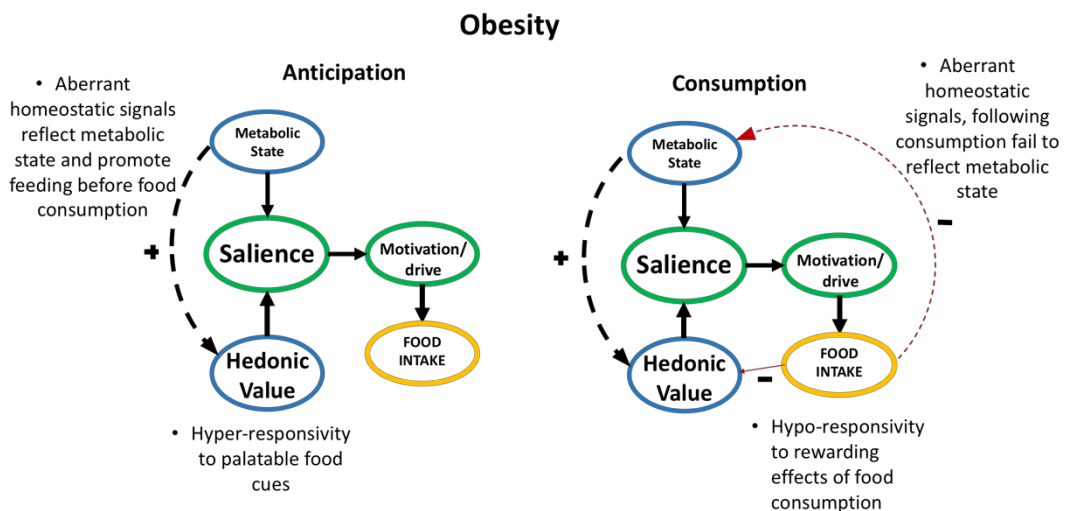 Obesity
Anticipation
• Aberrant
homeostatic signals
reflect metabolic
state and promote
feeding before food
consumption
Metabolic
State
+
Salience
Motivation/
drive
Hedonic
Value
FOOD
INTAKE
• Hyper-responsivity
to palatable food
cues
Consumption
• Aberrant
homeostatic
signals, following
consumption fail to
reflect metabolic
state
Metabolic
State
+
Salience
Motivation/
drive
-
Hedonic
Value
-
FOOD
INTAKE
• Hypo-responsivity
to rewarding
effects of food
consumption